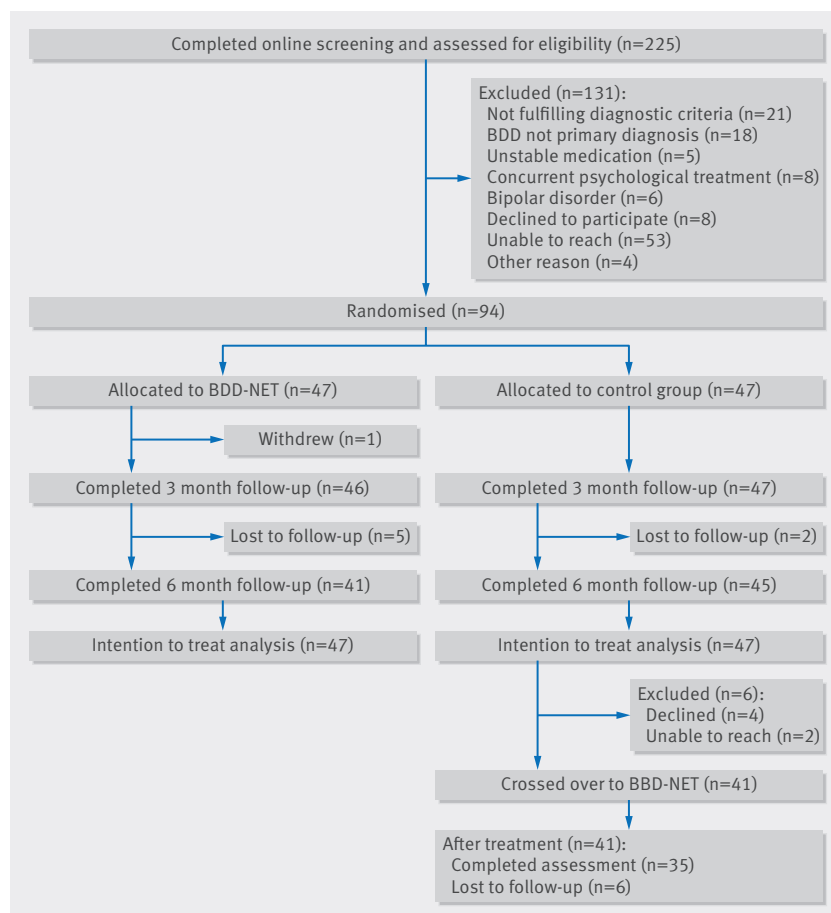 Completed online screening and assessed for eligibility (n=225)
Excluded (n=131):
Not fulfilling diagnostic criteria (n=21)
BDD not primary diagnosis (n=18)
Unstable medication (n=5)
Concurrent psychological treatment (n=8)
Bipolar disorder (n=6)
Declined to participate (n=8)
Unable to reach (n=53)
Other reason (n=4)
Randomised (n=94)
Allocated to BDD-NET (n=47)
Allocated to control group (n=47)
Withdrew (n=1)
Completed 3 month follow-up (n=46)
Completed 3 month follow-up (n=47)
Lost to follow-up (n=5)
Lost to follow-up (n=2)
Completed 6 month follow-up (n=41)
Completed 6 month follow-up (n=45)
Intention to treat analysis (n=47)
Intention to treat analysis (n=47)
Excluded (n=6):
Declined (n=4)
Unable to reach (n=2)
Crossed over to BBD-NET (n=41)
After treatment (n=41):
Completed assessment (n=35)
Lost to follow-up (n=6)